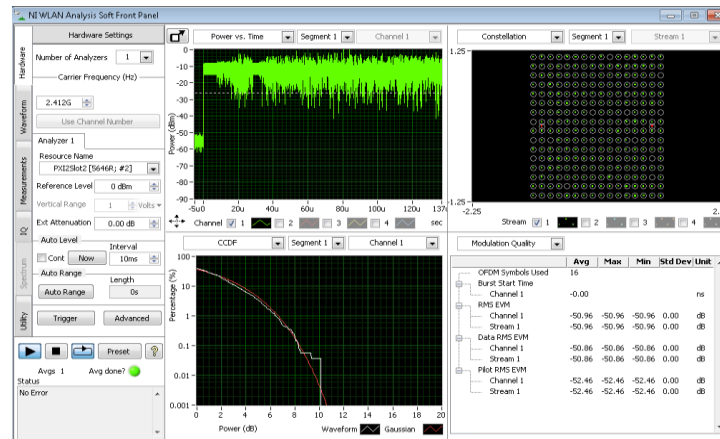 NI WLAN Analysis Soft Front Panel
Hardware
Waveform
Measurements
I/Q
Spectrum
Utility
Hardware Settings
Number of Analyzers 1
Carrier Frequency (Hz)
2.412G
Use Channel Number
Analyzer 1
Resource Name
PXI2Slot2 [5646R; #2]
Reference Level 0 dBm
Vertical Range 1 Volts
Ext Attenuation 0.00 dB
Auto Level
Cont Now
Interval
10ms
Auto Range
Auto Range
Length
0s
Trigger Advanced
Preset ?
Avgs 1 Avg done?
Status
No Error
Power vs. Time Segment 1 Channel 1
Power (dBm)
0
-10
-20
-30
-40
-50
-60
-70
-80
-90
-5u0 20u 40u 60u 80u 100u 120u 137u
Channel 1 2 3 4 sec
Constellation Segment 1 Stream 1
1.25
-1.25
-2.25 2.
Stream 1 2 3 4
CCDF Segment 1 Channel 1
Percentage (%)
100
10
1
0.1
0.01
0.001
0 2 4 6 8 10 12 14 16 18 20
Power (dB) Waveform Gaussian
Modulation Quality
Avg Max Min Std Dev Unit
OFDM Symbols Used 16
Burst Start Time
Channel 1 -0.00 ns
RMS EVM
Channel 1 -50.96 -50.96 -50.96 0.00 dB
Stream 1 -50.96 -50.96 -50.96 0.00 dB
Data RMS EVM
Channel 1 -50.86 -50.86 -50.86 0.00 dB
Stream 1 -50.86 -50.86 -50.86 0.00 dB
Pilot RMS EVM
Channel 1 -52.46 -52.46 -52.46 0.00 dB
Stream 1 -52.46 -52.46 -52.46 0.00 dB